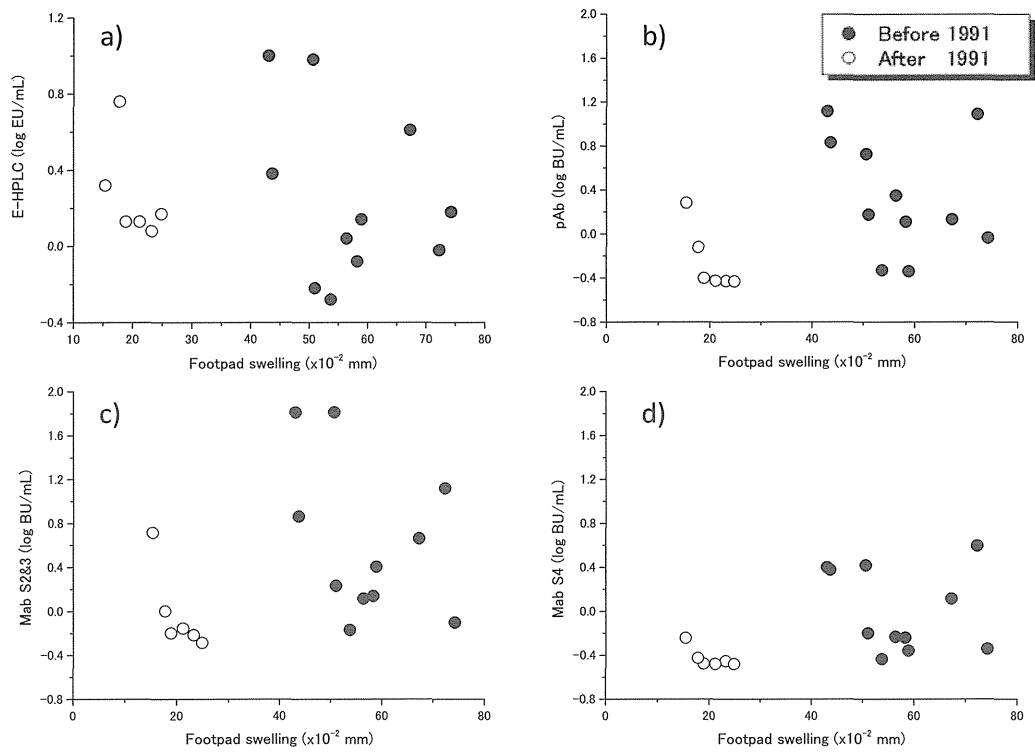 a)
1.2
0.8
0.4
0.0
−0.4
E-HPLC (log EU/mL)
10 20 30 40 50 60 70 80
Footpad swelling (x10⁻² mm)
b)
Before 1991
After 1991
2.0
1.6
1.2
0.8
0.4
0.0
−0.4
−0.8
pAb (log BU/mL)
0 20 40 60 80
Footpad swelling (x10⁻² mm)
c)
2.0
1.6
1.2
0.8
0.4
0.0
−0.4
−0.8
Mab S2&3 (log BU/mL)
0 20 40 60 80
Footpad swelling (x10⁻² mm)
d)
2.0
1.6
1.2
0.8
0.4
0.0
−0.4
−0.8
Mab S4 (log BU/mL)
0 20 40 60 80
Footpad swelling (x10⁻² mm)